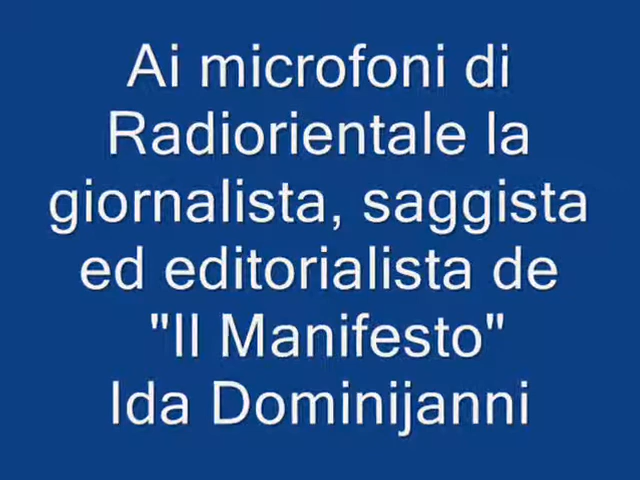 Ai microfoni di
Radiorientale la
giornalista, saggista
ed editorialista de
"Il Manifesto"
Ida Dominijanni